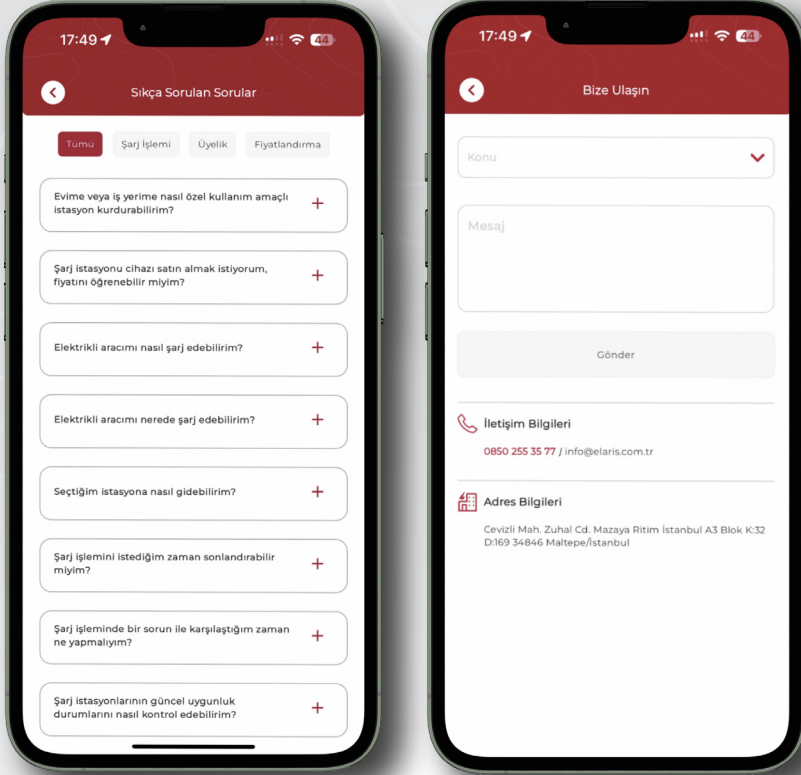 17:49
44
Sıkça Sorulan Sorular
Tümü
Şarj İşlemi
Üyelik
Fiyatlandırma
Evime veya iş yerime nasıl özel kullanım amaçlı
istasyon kurdurabilirim?
Şarj istasyonu cihazı satın almak istiyorum,
fiyatını öğrenebilir miyim?
Elektrikli aracımı nasıl şarj edebilirim?
Elektrikli aracımı nerede şarj edebilirim?
Seçtiğim istasyona nasıl gidebilirim?
Şarj işlemini istediğim zaman sonlandırabilir
miyim?
Şarj işleminde bir sorun ile karşılaştığım zaman
ne yapmalıyım?
Şarj istasyonlarının güncel uygunluk
durumlarını nasıl kontrol edebilirim?
17:49
44
Bize Ulaşın
Konu
Mesaj
Gönder
İletişim Bilgileri
0850 255 35 77 / info@elaris.com.tr
Adres Bilgileri
Cevizli Mah. Zuhal Cd. Mazaya Ritim İstanbul A3 Blok K:32
D:169 34846 Maltepe/İstanbul